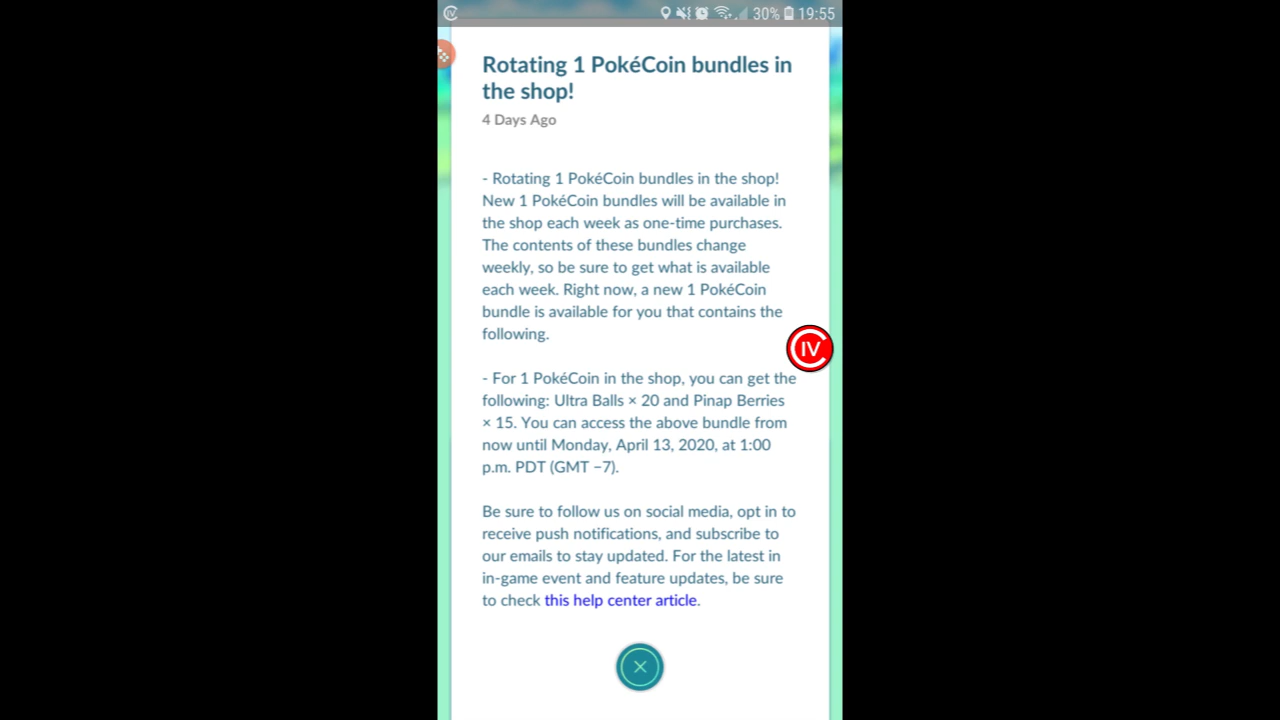 30% 19:55
Rotating 1 PokéCoin bundles in
the shop!
4 Days Ago
- Rotating 1 PokéCoin bundles in the shop!
New 1 PokéCoin bundles will be available in
the shop each week as one-time purchases.
The contents of these bundles change
weekly, so be sure to get what is available
each week. Right now, a new 1 PokéCoin
bundle is available for you that contains the
following.
IV
- For 1 PokéCoin in the shop, you can get the
following: Ultra Balls × 20 and Pinap Berries
× 15. You can access the above bundle from
now until Monday, April 13, 2020, at 1:00
p.m. PDT (GMT −7).
Be sure to follow us on social media, opt in to
receive push notifications, and subscribe to
our emails to stay updated. For the latest in
in-game event and feature updates, be sure
to check this help center article.